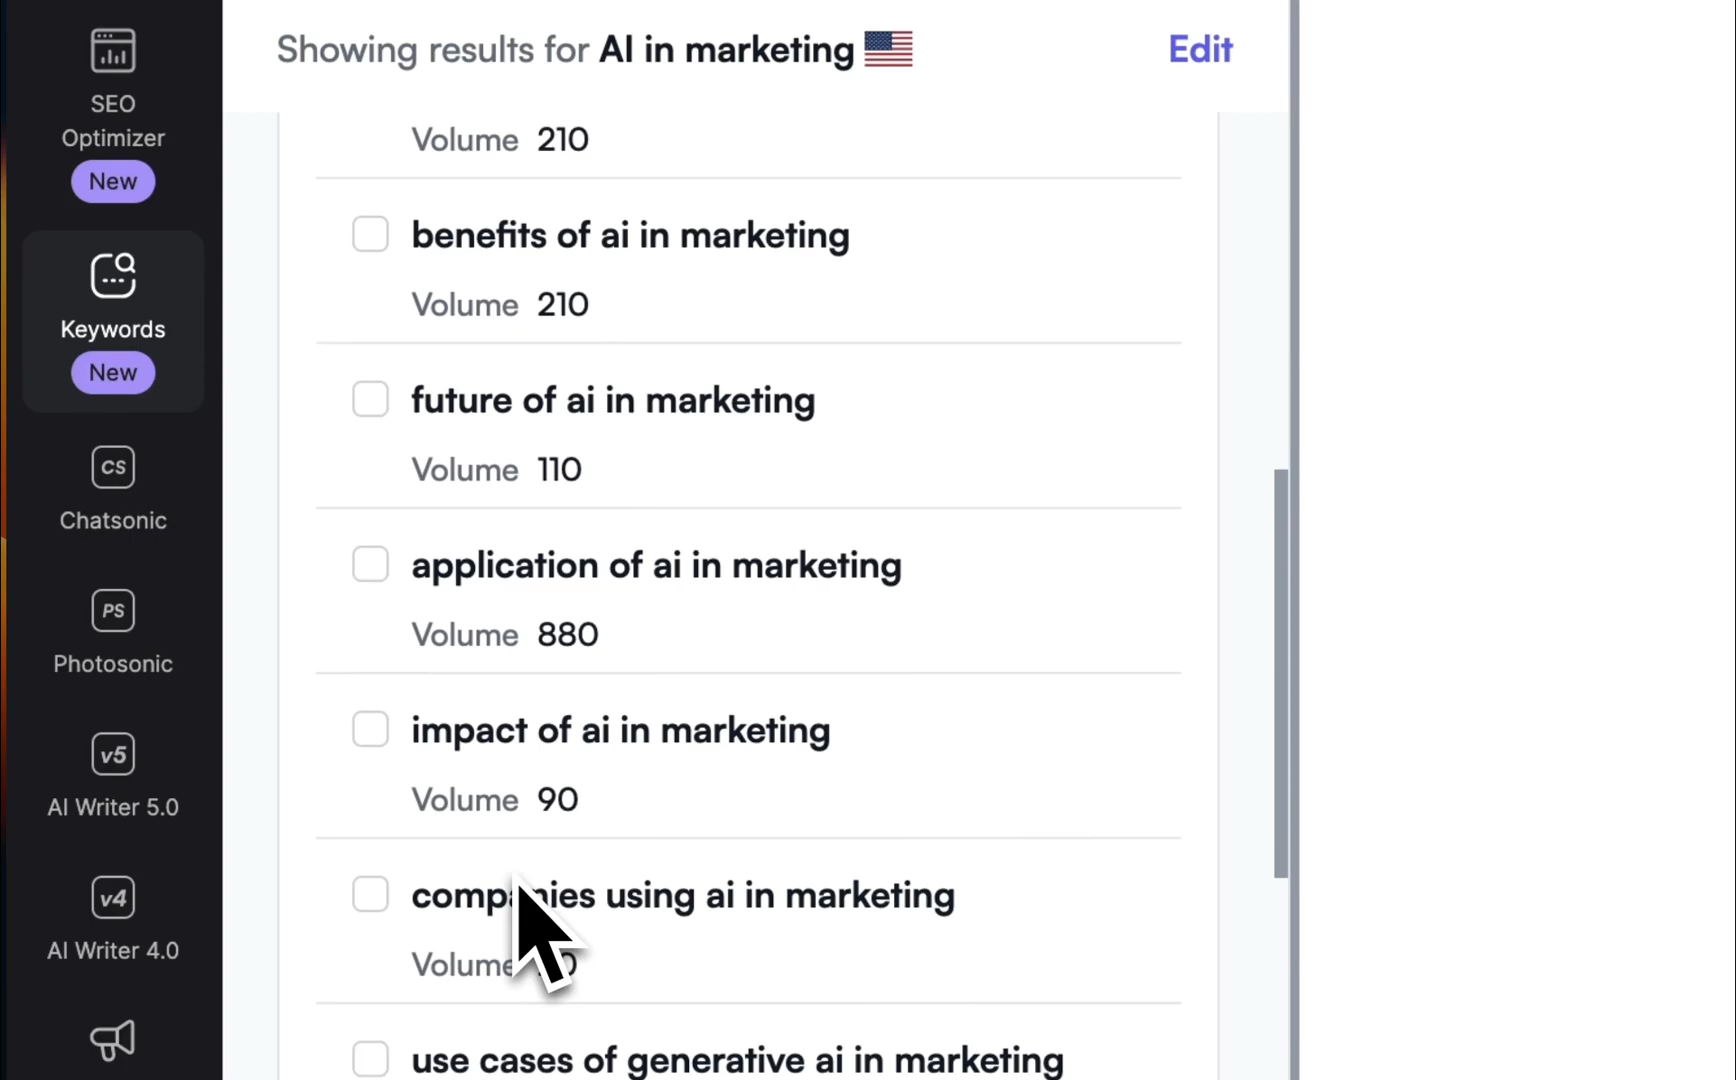 SEO
Optimizer
New
Keywords
New
CS
Chatsonic
PS
Photosonic
v5
AI Writer 5.0
v4
AI Writer 4.0
Showing results for AI in marketing
Edit
Volume 210
benefits of ai in marketing
Volume 210
future of ai in marketing
Volume 110
application of ai in marketing
Volume 880
impact of ai in marketing
Volume 90
companies using ai in marketing
Volume
use cases of generative ai in marketing